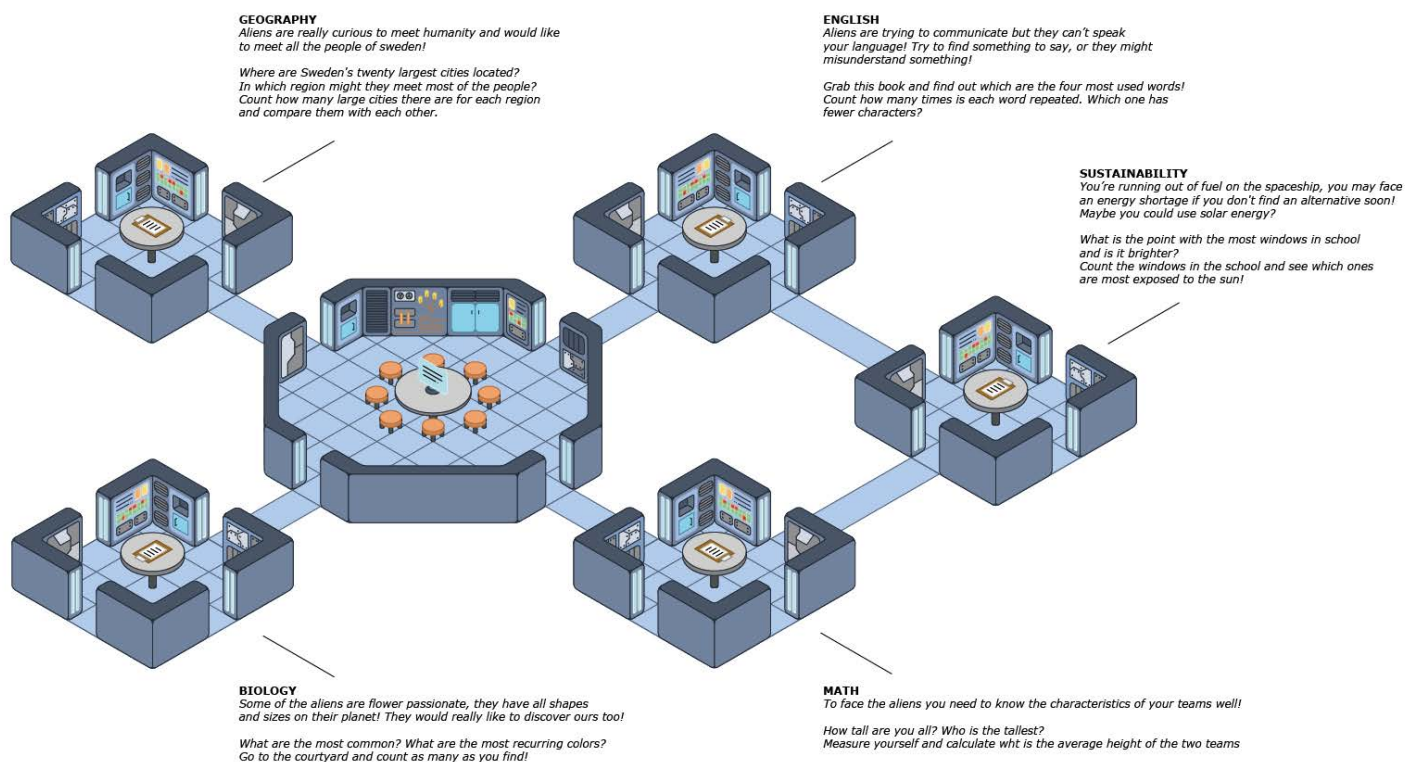 GEOGRAPHY
Aliens are really curious to meet humanity and would like
to meet all the people of sweden!
Where are Sweden's twenty largest cities located?
In which region might they meet most of the people?
Count how many large cities there are for each region
and compare them with each other.
ENGLISH
Aliens are trying to communicate but they can't speak
your language! Try to find something to say, or they might
misunderstand something!
Grab this book and find out which are the four most used words!
Count how many times is each word repeated. Which one has
fewer characters?
SUSTAINABILITY
You're running out of fuel on the spaceship, you may face
an energy shortage if you don't find an alternative soon!
Maybe you could use solar energy?
What is the point with the most windows in school
and is it brighter?
Count the windows in the school and see which ones
are most exposed to the sun!
BIOLOGY
Some of the aliens are flower passionate, they have all shapes
and sizes on their planet! They would really like to discover ours too!
What are the most common? What are the most recurring colors?
Go to the courtyard and count as many as you find!
MATH
To face the aliens you need to know the characteristics of your teams well!
How tall are you all? Who is the tallest?
Measure yourself and calculate wht is the average height of the two teams